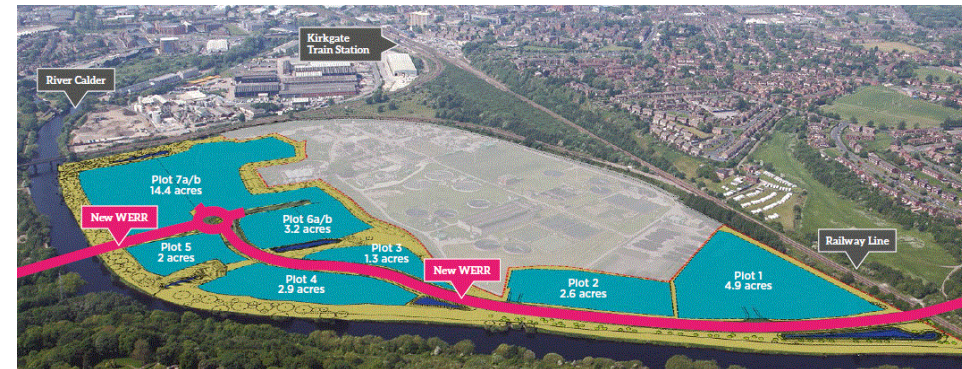 Kirkgate
Train Station
River Calder
Plot 7a/b
14.4 acres
New WERR
Plot 6a/b
3.2 acres
Plot 5
2 acres
Plot 3
1.3 acres
Railway Line
Plot 4
2.9 acres
New WERR
Plot 2
2.6 acres
Plot 1
4.9 acres